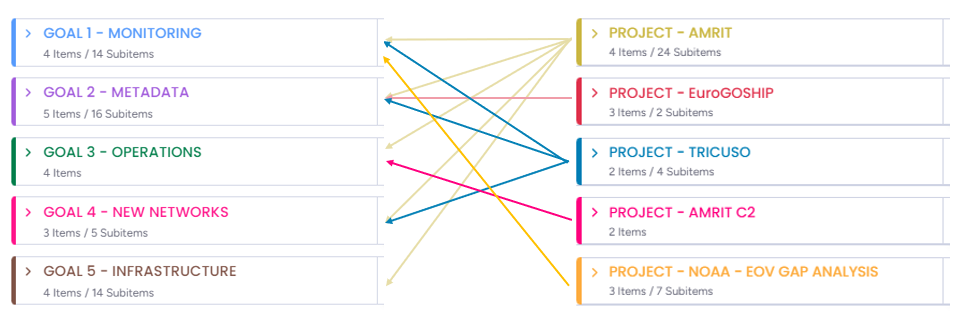 GOAL 1 - MONITORING
4 Items / 14 Subitems
GOAL 2 - METADATA
5 Items / 16 Subitems
GOAL 3 - OPERATIONS
4 Items
GOAL 4 - NEW NETWORKS
3 Items / 5 Subitems
GOAL 5 - INFRASTRUCTURE
4 Items / 14 Subitems
PROJECT - AMRIT
4 Items / 24 Subitems
PROJECT - EuroGOSHIP
3 Items / 2 Subitems
PROJECT - TRICUSO
2 Items / 4 Subitems
PROJECT - AMRIT C2
2 Items
PROJECT - NOAA - EOV GAP ANALYSIS
3 Items / 7 Subitems